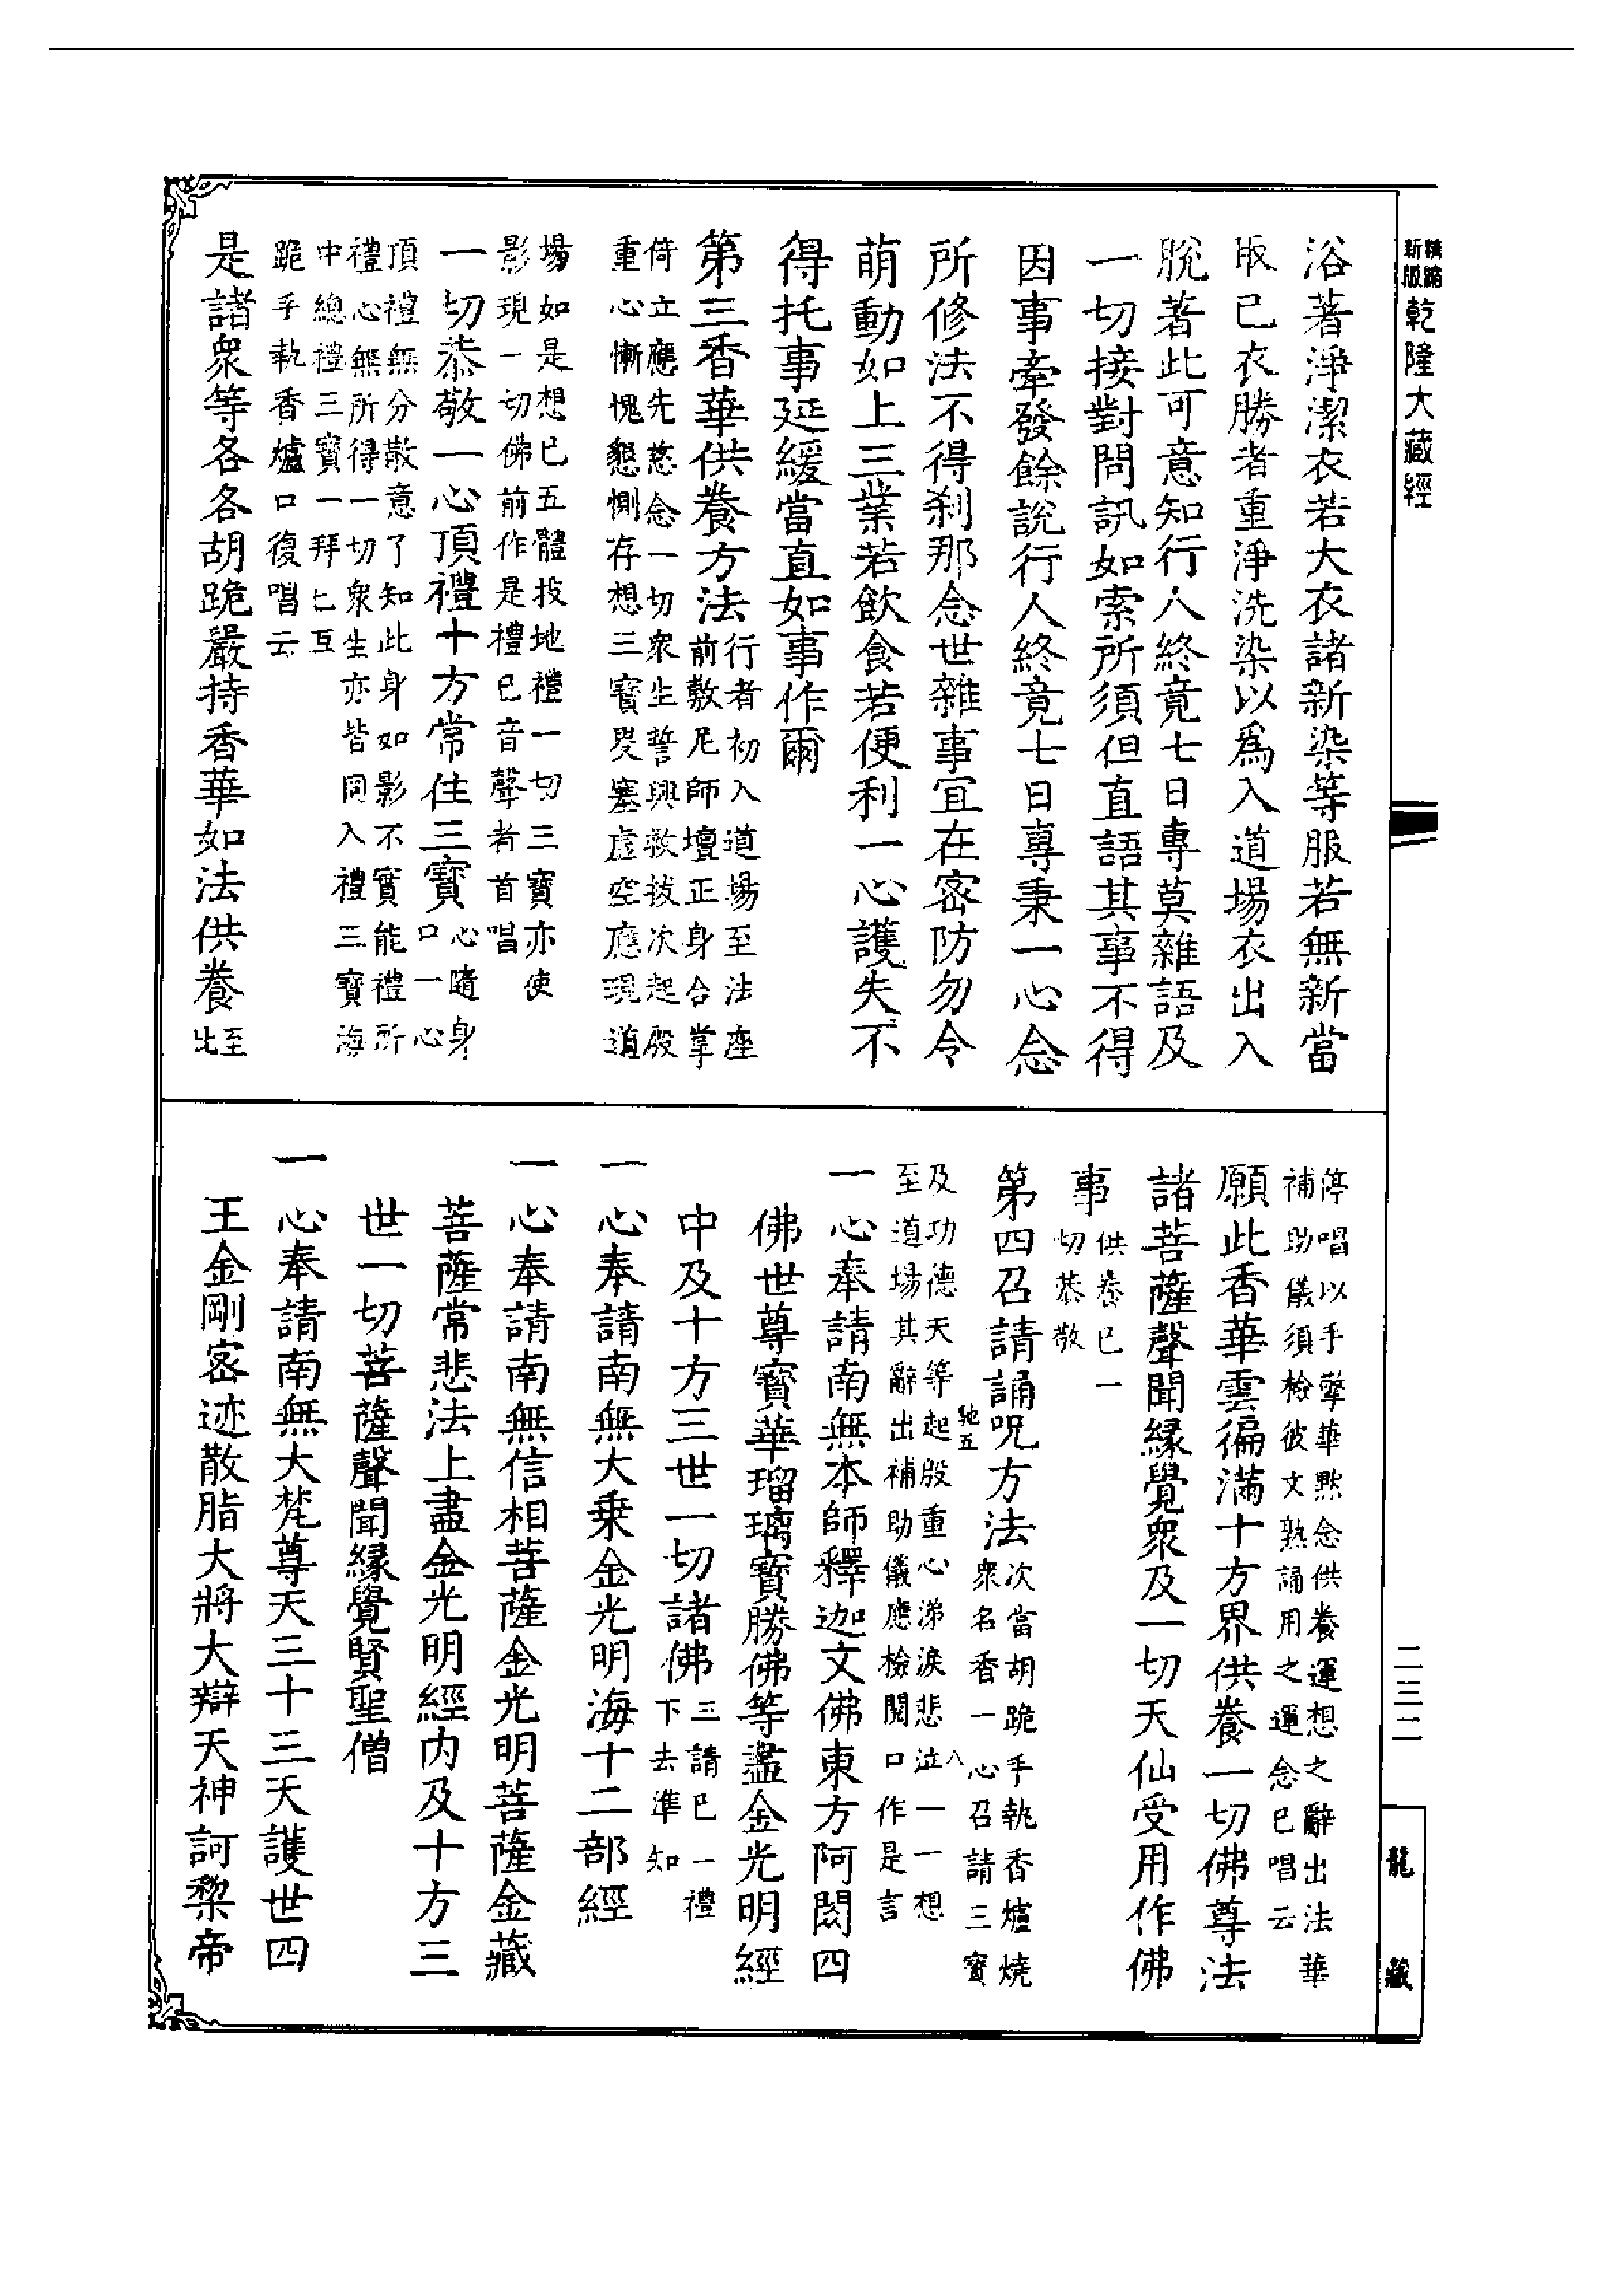 精縮
新版
乾隆大藏經
浴著淨潔衣若大衣諸新染等服若無新當
取已衣勝者重淨洗染以為入道場衣出入
脫著此可意知行人終竟七日專莫雜語及
一切接對問訊如索所須但直語其事不得
因事牽發餘說行人終竟七日專秉一心念
所修法不得刹那念世雜事宜在密防勿令
萌動如上三業若飲食若便利一心護失不
得托事延緩當直如事作爾
第三香華供養方法
行者初入道場至法座
前敷尼師壇正身合掌
倚立應先慈念一切衆生誓興救拔次起殷
重心慚愧懇惻存想三寶畟塞虛空應現道
場如是想已五體投地禮一切三寶亦使
影現一切佛前作是禮已音聲者首唱
一切恭敬一心頂禮十方常住三寶
心隨身
口一心
頂禮無分散意了知此身如影不實能禮所
禮心無所得一切衆生亦皆同入禮三寶海
中總禮三寶一拜匕互
跪手執香爐口復唱云
是諸衆等各各胡跪嚴持香華如法供養
至
此
停唱以手擎華默念供養運想之辭出法華
補助儀須檢彼文熟誦用之運念已唱云
願此香華雲徧滿十方界供養一切佛尊法
諸菩薩聲聞緣覺衆及一切天仙受用作佛
事
供養已一
切恭敬
第四召請誦呪方法
次當胡跪手執香爐燒
衆名香一心召請三寶
馳五
八
及功德天等起殷重心涕淚悲泣一一想
至道場其辭出補助儀應檢閱口作是言
一心奉請南無本師釋迦文佛東方阿閦四
佛世尊寶華瑠璃寶勝佛等盡金光明經
中及十方三世一切諸佛
三請已一禮
下去準知
一心奉請南無大乘金光明海十二部經
一心奉請南無信相菩薩金光明菩薩金藏
菩薩常悲法上盡金光明經內及十方三
世一切菩薩聲聞緣覺賢聖僧
一心奉請南無大梵尊天三十三天護世四
王金剛密迹散脂大將大辯天神訶棃帝
二三二
龍藏